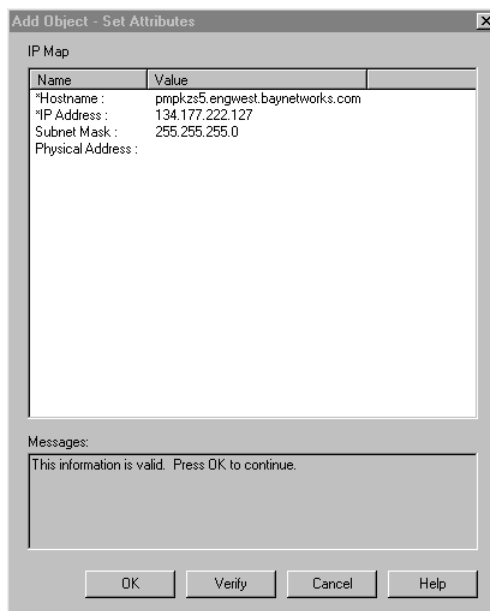 Add Object - Set Attributes
IP Map
Name Value
*Hostname : pmpkzs5.engwest.baynetworks.com
*IP Address : 134.177.222.127
Subnet Mask : 255.255.255.0
Physical Address :
Messages:
This information is valid. Press OK to continue.
OK Verify Cancel Help